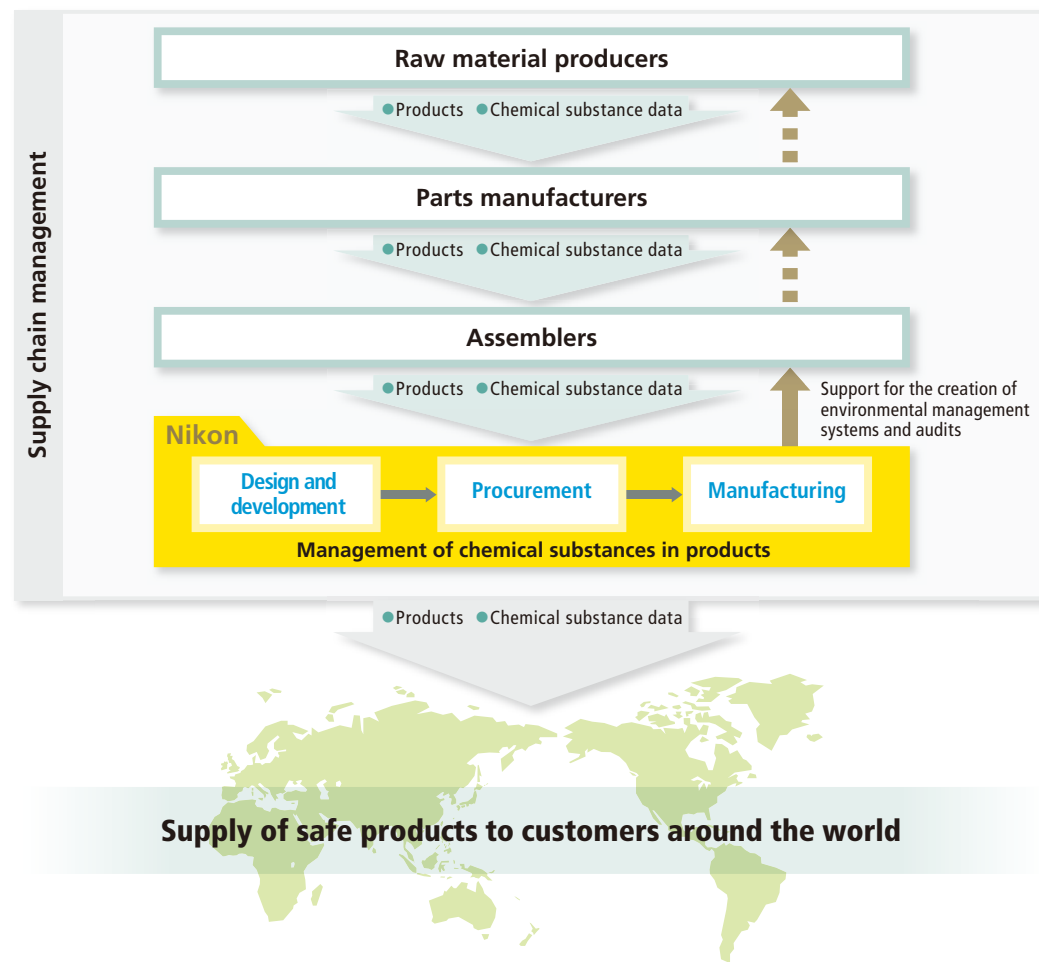 Supply chain management
Raw material producers
●Products ●Chemical substance data
Parts manufacturers
●Products ●Chemical substance data
Assemblers
●Products ●Chemical substance data
Support for the creation of
environmental management
systems and audits
Nikon
Design and
development
Procurement
Manufacturing
Management of chemical substances in products
●Products ●Chemical substance data
Supply of safe products to customers around the world